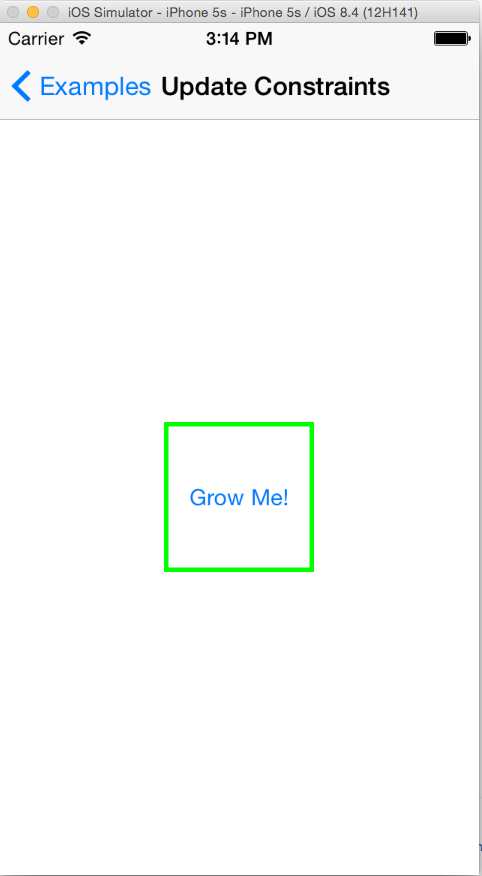 iOS Simulator - iPhone 5s - iPhone 5s / iOS 8.4 (12H141)
Carrier 3:14 PM
Examples Update Constraints
Grow Me!